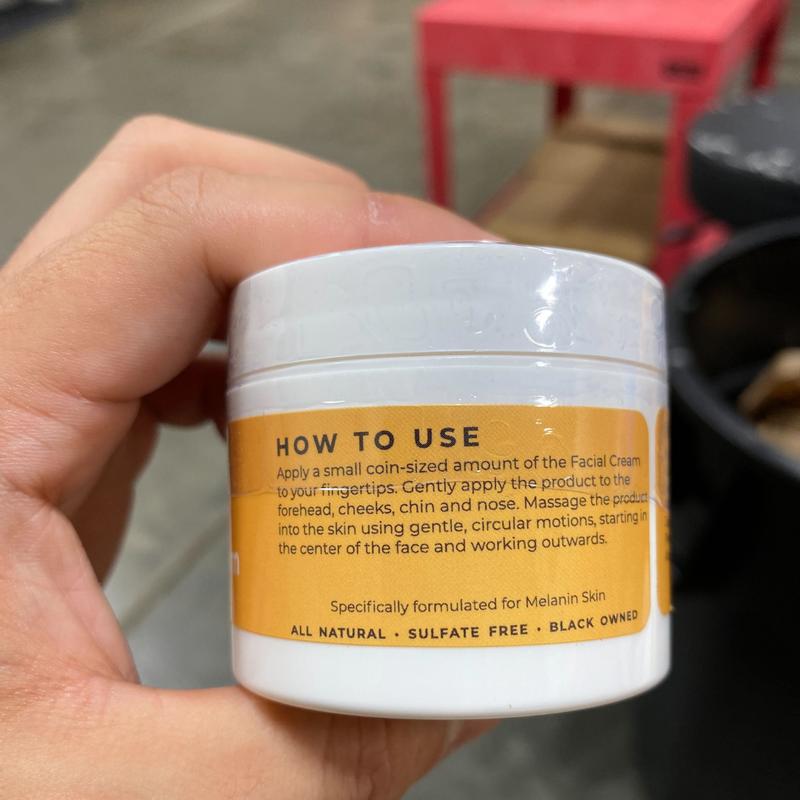 HOW TO USE
Apply a small coin-sized amount of the Facial Cream
to your fingertips. Gently apply the product to the
forehead, cheeks, chin and nose. Massage the product
into the skin using gentle, circular motions, starting in
the center of the face and working outwards.
Specifically formulated for Melanin Skin
ALL NATURAL • SULFATE FREE • BLACK OWNED